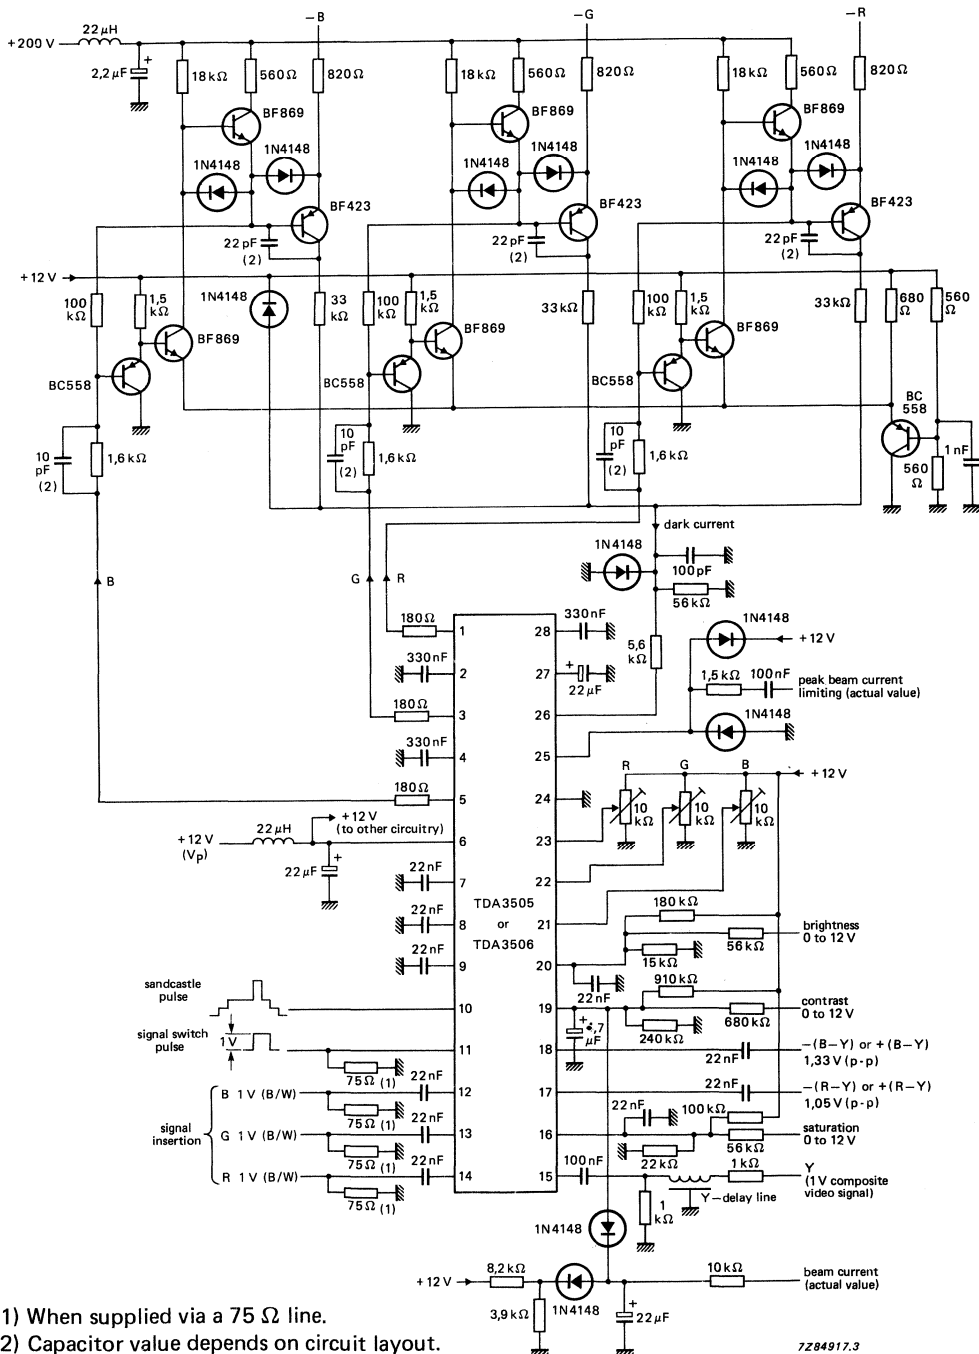 −B
−G
−R
+200 V
22 µH
2,2 µF
+
18 kΩ
560 Ω
820 Ω
18 kΩ
560 Ω
820 Ω
18 kΩ
560 Ω
820 Ω
BF869
BF869
BF869
1N4148
1N4148
1N4148
1N4148
1N4148
1N4148
BF423
BF423
BF423
22 pF
(2)
22 pF
(2)
22 pF
(2)
+12 V
100
kΩ
1,5
kΩ
1N4148
33
kΩ
100
kΩ
1,5
kΩ
33 kΩ
100
kΩ
1,5
kΩ
33 kΩ
680
Ω
560
Ω
BF869
BF869
BF869
BC558
BC558
BC558
BC
558
10
pF
(2)
1,6 kΩ
10
pF
(2)
1,6 kΩ
10
pF
(2)
1,6 kΩ
560
Ω
1 nF
dark current
1N4148
100 pF
56 kΩ
B
G
R
180 Ω
1
28
330 nF
5,6
kΩ
1N4148
+12 V
330 nF
2
27
+
22 µF
1,5 kΩ
100 nF
peak beam current
limiting (actual value)
180 Ω
3
26
1N4148
330 nF
4
25
R
G
B
+12 V
180 Ω
5
24
10
kΩ
10
kΩ
10
kΩ
+12 V
(to other circuitry)
+12 V
(Vp)
22 µH
6
23
22 µF
+
22 nF
7
22
TDA3505
or
TDA3506
22 nF
8
21
180 kΩ
brightness
0 to 12 V
56 kΩ
15 kΩ
22 nF
9
20
22 nF
910 kΩ
sandcastle
pulse
10
19
contrast
0 to 12 V
680 kΩ
+
,7
µF
240 kΩ
signal switch
pulse
1 V
11
18
22 nF
−(B−Y) or +(B−Y)
1,33 V (p-p)
75 Ω (1)
22 nF
signal
insertion
B 1 V (B/W)
12
17
22 nF
−(R−Y) or +(R−Y)
1,05 V (p-p)
75 Ω (1)
22 nF
G 1 V (B/W)
13
16
22 nF
100 kΩ
saturation
0 to 12 V
56 kΩ
22 kΩ
75 Ω (1)
22 nF
R 1 V (B/W)
14
15
100 nF
1 kΩ
Y
(1 V composite
video signal)
Y−delay line
75 Ω (1)
1
kΩ
1N4148
+12 V
8,2 kΩ
1N4148
10 kΩ
beam current
(actual value)
3,9 kΩ
+
22 µF
1) When supplied via a 75 Ω line.
2) Capacitor value depends on circuit layout.
7Z84917.3